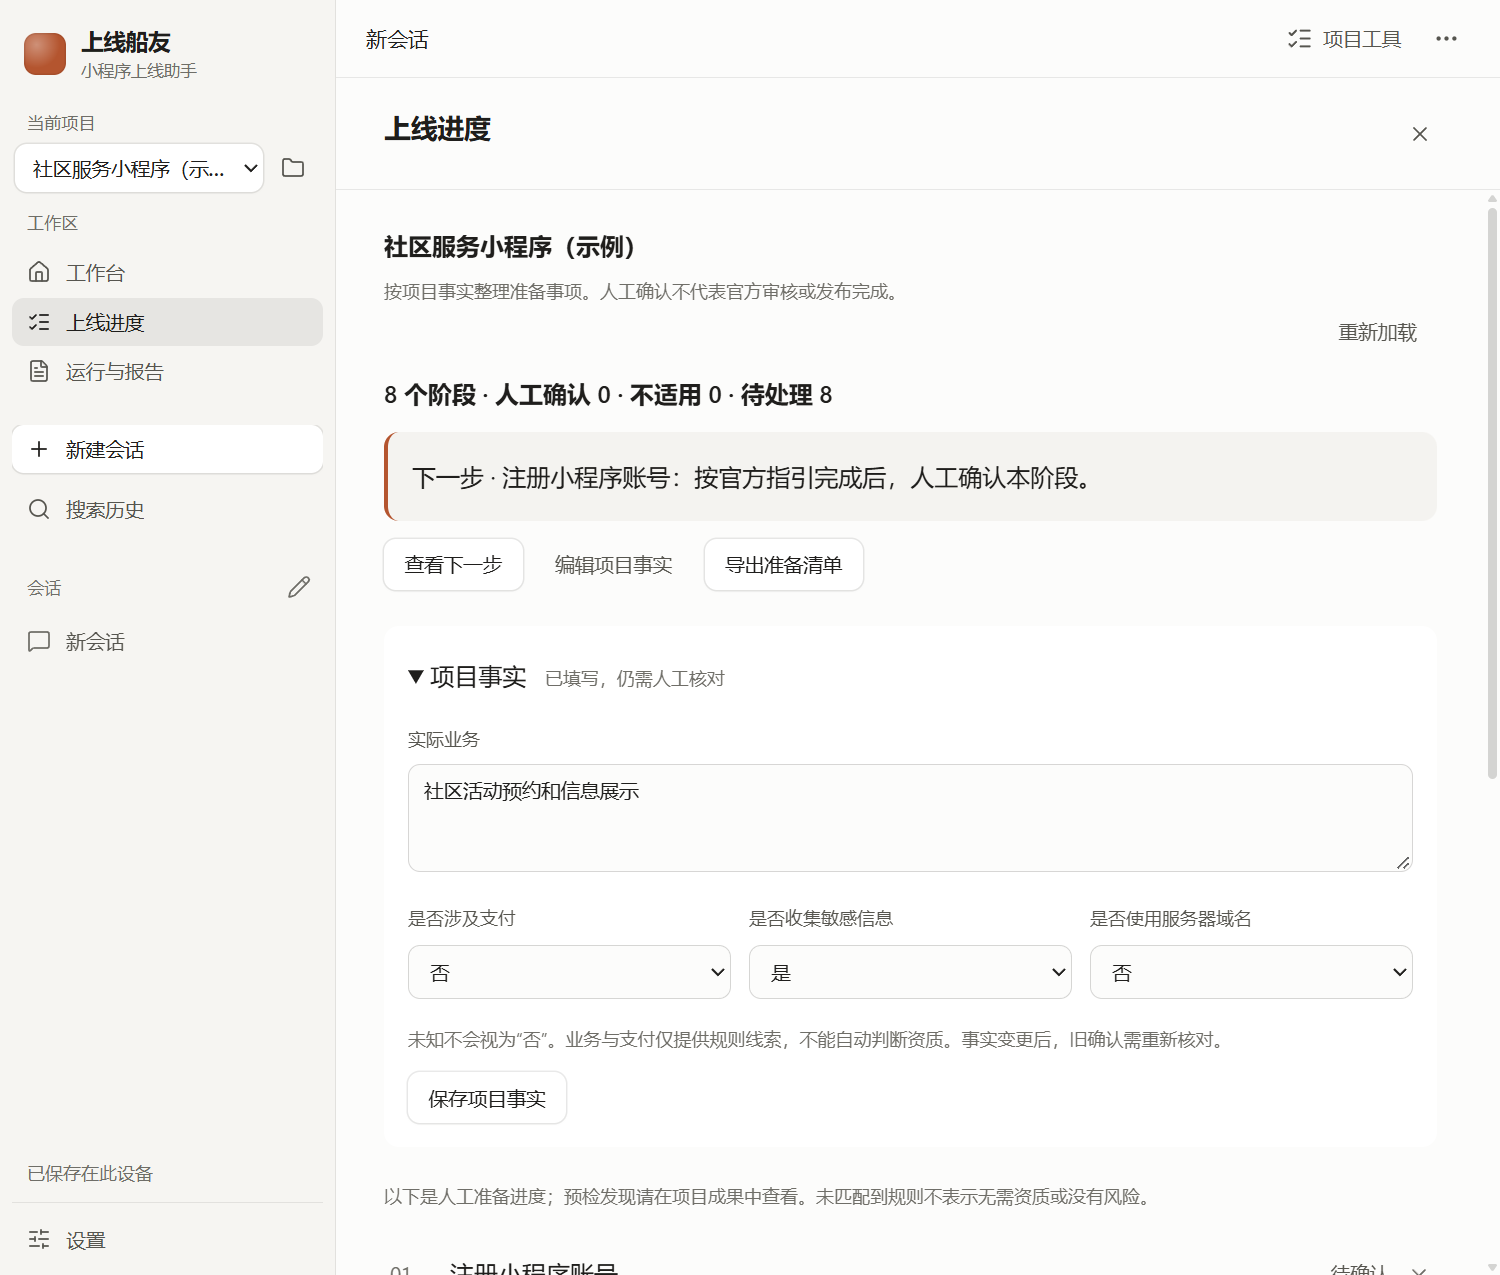 上线船友
小程序上线助手
当前项目
社区服务小程序（示...
工作区
工作台
上线进度
运行与报告
新建会话
搜索历史
会话
新会话
已保存在此设备
设置
新会话
项目工具
上线进度
社区服务小程序（示例）
按项目事实整理准备事项。人工确认不代表官方审核或发布完成。
重新加载
8 个阶段 · 人工确认 0 · 不适用 0 · 待处理 8
下一步 · 注册小程序账号：按官方指引完成后，人工确认本阶段。
查看下一步 编辑项目事实 导出准备清单
项目事实 已填写，仍需人工核对
实际业务
社区活动预约和信息展示
是否涉及支付 是否收集敏感信息 是否使用服务器域名
否 是 否
未知不会视为“否”。业务与支付仅提供规则线索，不能自动判断资质。事实变更后，旧确认需重新核对。
保存项目事实
以下是人工准备进度；预检发现请在项目成果中查看。未匹配到规则不表示无需资质或没有风险。
01 注册小程序账号 待确认